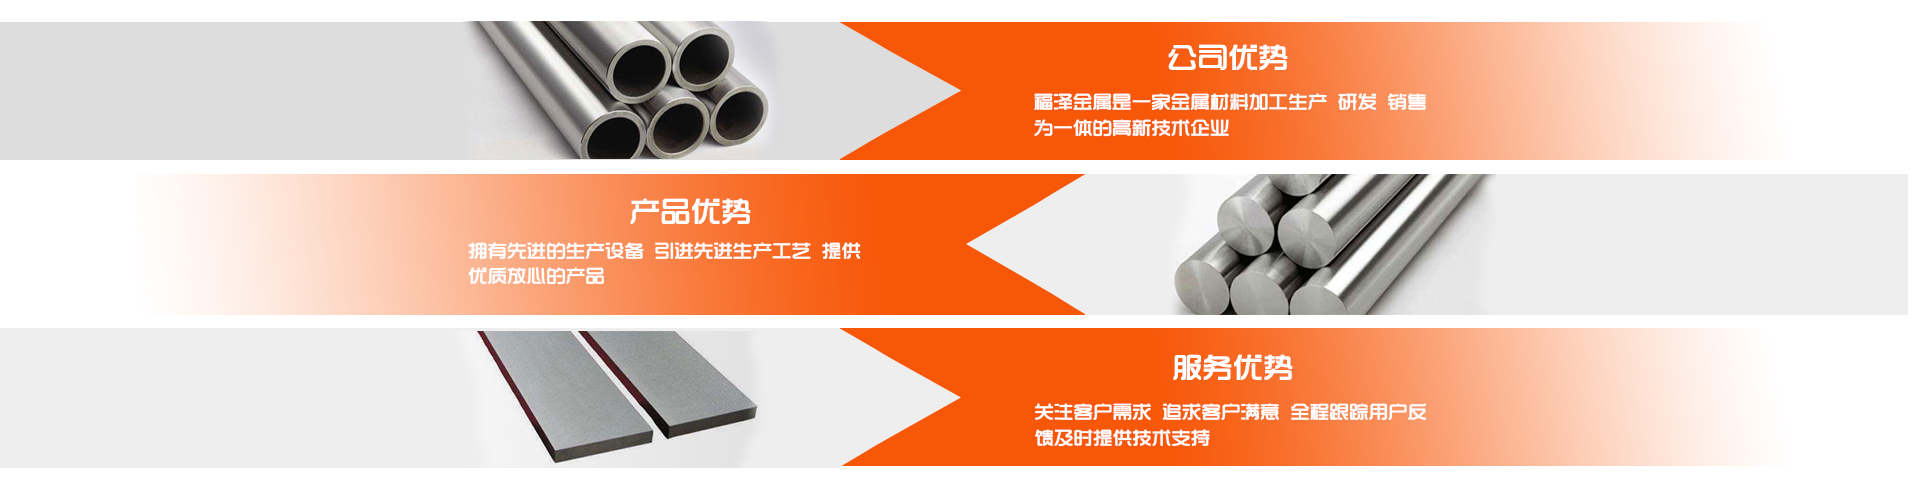 公司优势
福泽金属是一家金属材料加工生产 研发 销售
为一体的高新技术企业
产品优势
拥有先进的生产设备 引进先进生产工艺 提供
优质放心的产品
服务优势
关注客户需求 追求客户满意 全程跟踪用户反
馈及时提供技术支持